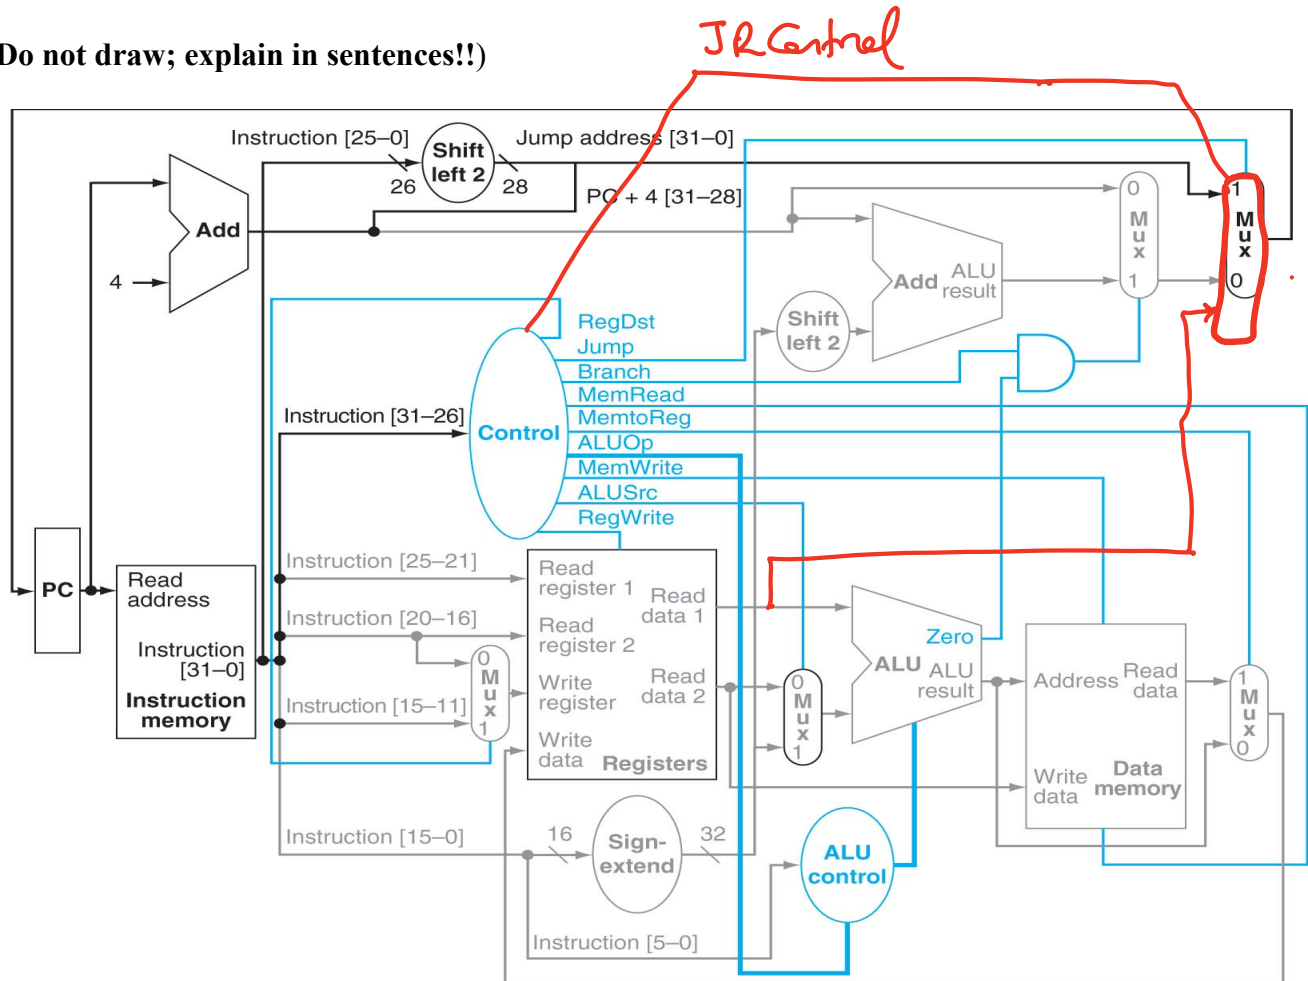 JR Control
Do not draw; explain in sentences!!)
Instruction [25–0]
Shift
left 2
Jump address [31–0]
26
28
PC + 4 [31–28]
Add
4
0
M
u
x
1
1
M
u
x
0
Add
ALU
result
Shift
left 2
RegDst
Jump
Branch
MemRead
MemtoReg
ALUOp
MemWrite
ALUSrc
RegWrite
Instruction [31–26]
Control
PC
Read
address
Instruction
[31–0]
Instruction
memory
Instruction [25–21]
Instruction [20–16]
Instruction [15–11]
0
M
u
x
1
Read
register 1
Read
register 2
Write
register
Write
data
Read
data 1
Read
data 2
Registers
0
M
u
x
1
Zero
ALU
ALU
result
Address
Read
data
Write
data
Data
memory
1
M
u
x
0
Instruction [15–0]
16
Sign-
extend
32
ALU
control
Instruction [5–0]